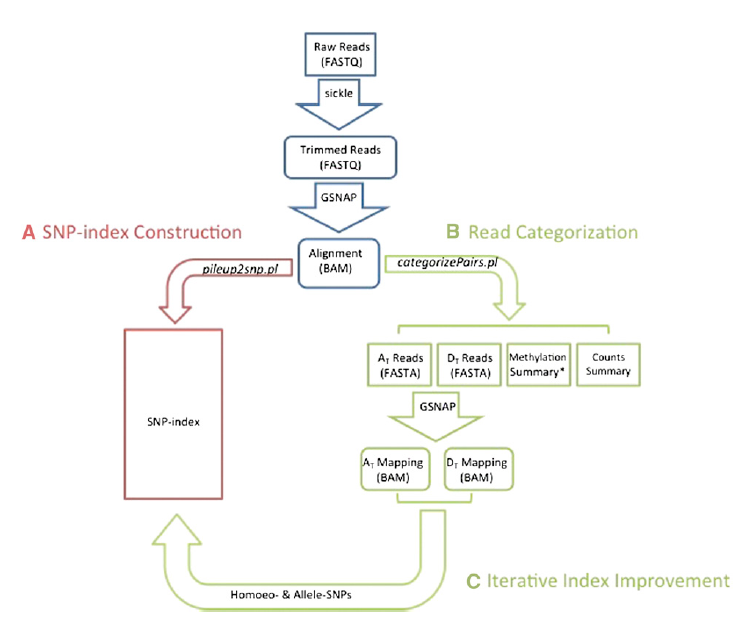 Raw Reads
(FASTQ)
sickle
Trimmed Reads
(FASTQ)
GSNAP
A SNP-index Construction
B Read Categorization
Alignment
(BAM)
pileup2snp.pl
categorizePairs.pl
A_T Reads
(FASTA)
D_T Reads
(FASTA)
Methylation
Summary*
Counts
Summary
SNP-index
GSNAP
A_T Mapping
(BAM)
D_T Mapping
(BAM)
C Iterative Index Improvement
Homoeo- & Allele-SNPs